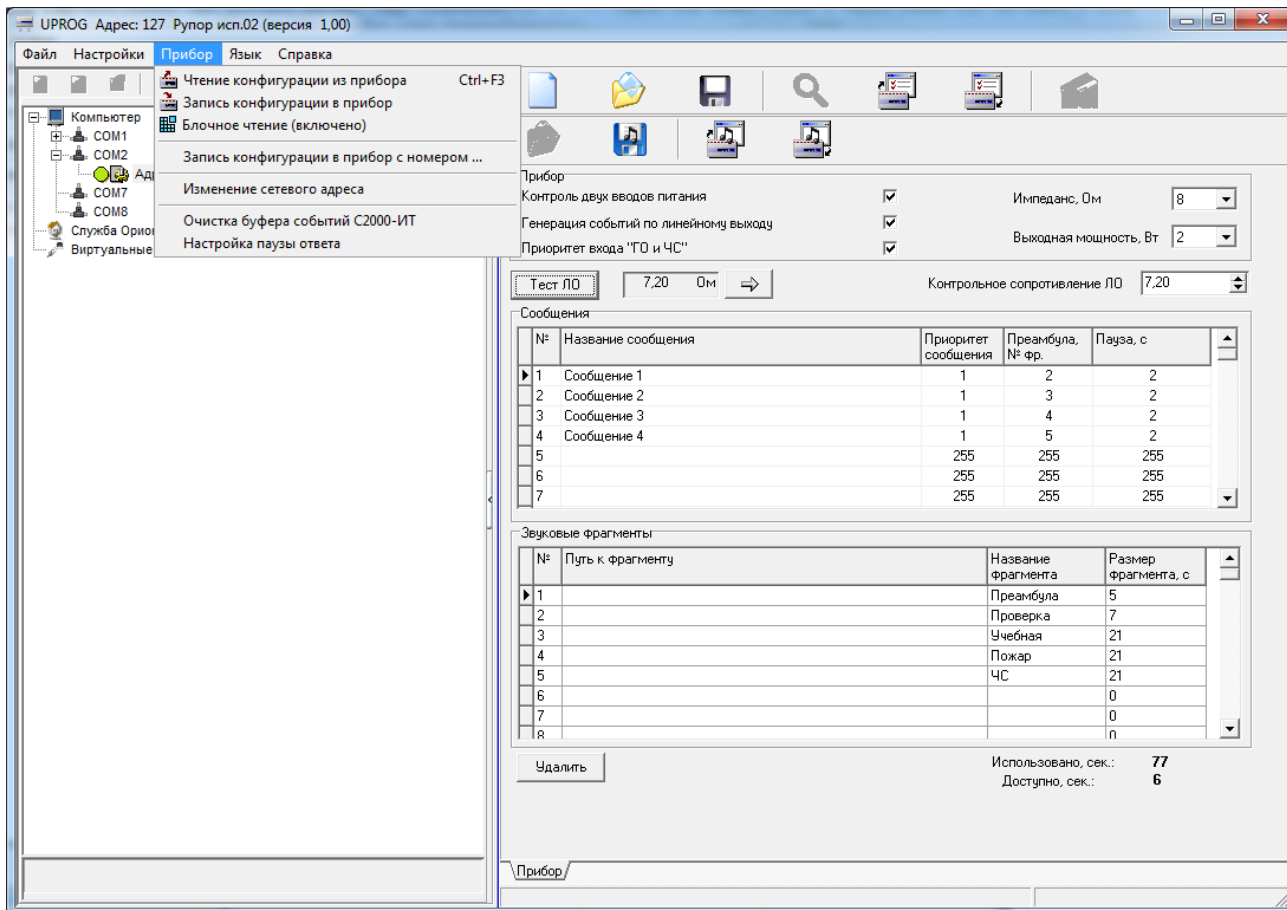 UPROG Адрес: 127 Рупор исп.02 (версия 1,00)
Файл Настройки Прибор Язык Справка
Чтение конфигурации из прибора Ctrl+F3
Запись конфигурации в прибор
Блочное чтение (включено)
Запись конфигурации в прибор с номером ...
Изменение сетевого адреса
Очистка буфера событий С2000-ИТ
Настройка паузы ответа
Компьютер
COM1
COM2
COM7
COM8
Служба
Виртуальные
Прибор
Контроль двух вводов питания
Генерация событий по линейному выходу
Приоритет входа "ГО и ЧС"
Импеданс, Ом 8
Выходная мощность, Вт 2
Тест ЛО 7,20 Ом
Контрольное сопротивление ЛО 7,20
Сообщения
№ Название сообщения Приоритет сообщения Преамбула, № фр. Пауза, с
1 Сообщение 1 1 2 2
2 Сообщение 2 1 3 2
3 Сообщение 3 1 4 2
4 Сообщение 4 1 5 2
5 255 255 255
6 255 255 255
7 255 255 255
Звуковые фрагменты
№ Путь к фрагменту Название фрагмента Размер фрагмента, с
1 Преамбула 5
2 Проверка 7
3 Учебная 21
4 Пожар 21
5 ЧС 21
6 0
7 0
8 0
Удалить
Использовано, сек.: 77
Доступно, сек.: 6
Прибор